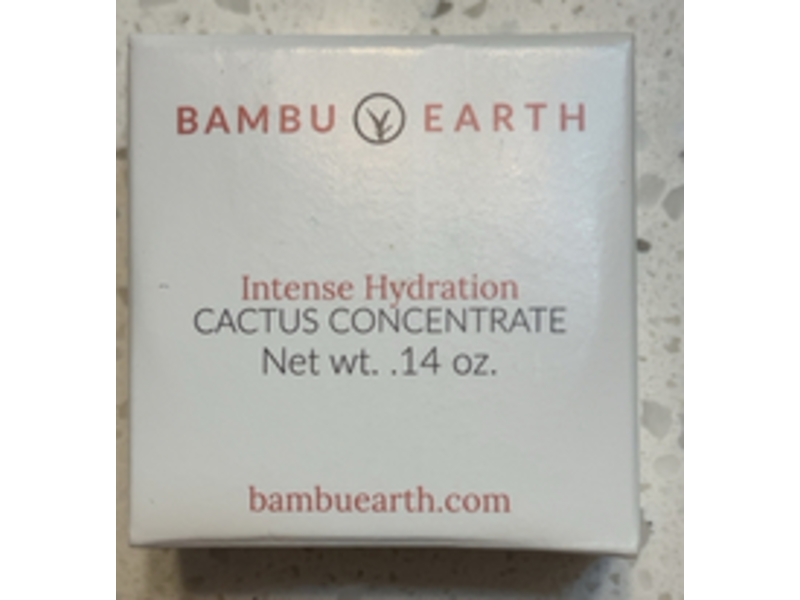 BAMBU EARTH
Intense Hydration
CACTUS CONCENTRATE
Net wt. .14 oz.
bambuearth.com